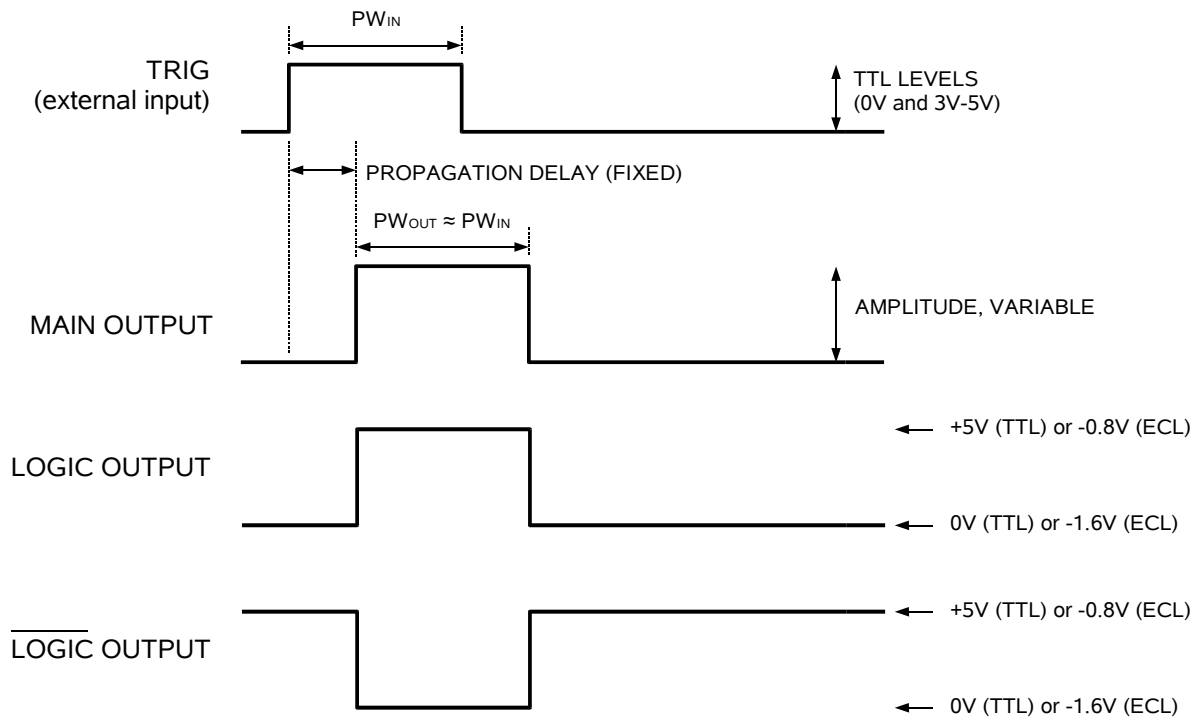 PWIN
TRIG
(external input)
TTL LEVELS
(0V and 3V-5V)
PROPAGATION DELAY (FIXED)
PWOUT ≈ PWIN
MAIN OUTPUT
AMPLITUDE, VARIABLE
+5V (TTL) or -0.8V (ECL)
LOGIC OUTPUT
0V (TTL) or -1.6V (ECL)
+5V (TTL) or -0.8V (ECL)
LOGIC OUTPUT
0V (TTL) or -1.6V (ECL)